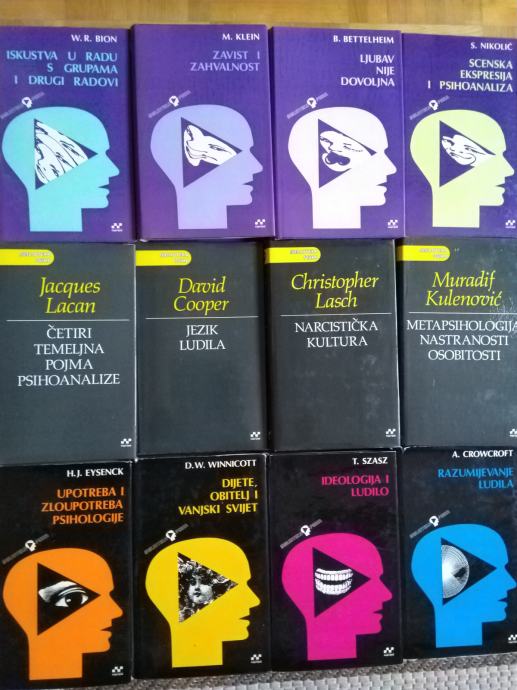 W. R. BION
ISKUSTVA U RADU
S GRUPAMA
I DRUGI RADOVI
M. KLEIN
ZAVIST I
ZAHVALNOST
B. BETTELHEIM
LJUBAV
NIJE
DOVOLJNA
S. NIKOLIĆ
SCENSKA
EKSPRESIJA
I PSIHOANALIZA
Jacques
Lacan
ČETIRI
TEMELJNA
POJMA
PSIHOANALIZE
David
Cooper
JEZIK
LUDILA
Christopher
Lasch
NARCISTIČKA
KULTURA
Muradif
Kulenović
METAPSIHOLOGIJA
NASTRANOSTI
OSOBITOSTI
H.J. EYSENCK
UPOTREBA I
ZLOUPOTREBA
PSIHOLOGIJE
D.W. WINNICOTT
DIJETE,
OBITELJ I
VANJSKI SVIJET
T. SZASZ
IDEOLOGIJA I
LUDILO
A. CROWCROFT
RAZUMIJEVANJE
LUDILA